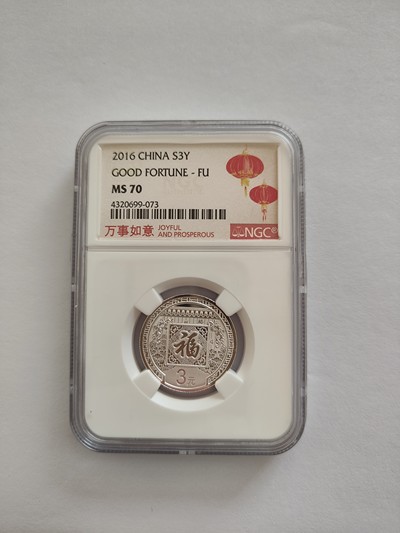 2016 CHINA S3Y
GOOD FORTUNE - FU
MS 70
4320699-073
万事如意 JOYFUL
AND PROSPEROUS
NGC
福
3元